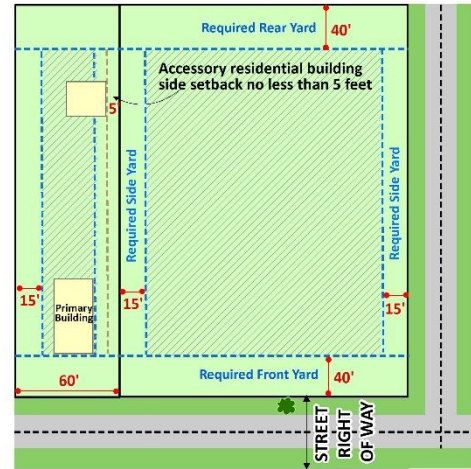 Required Rear Yard
40'
Accessory residential building
side setback no less than 5 feet
5'
Required Side Yard
Required Side Yard
15'
15'
15'
Primary
Building
60'
Required Front Yard
40'
STREET
RIGHT
OF WAY